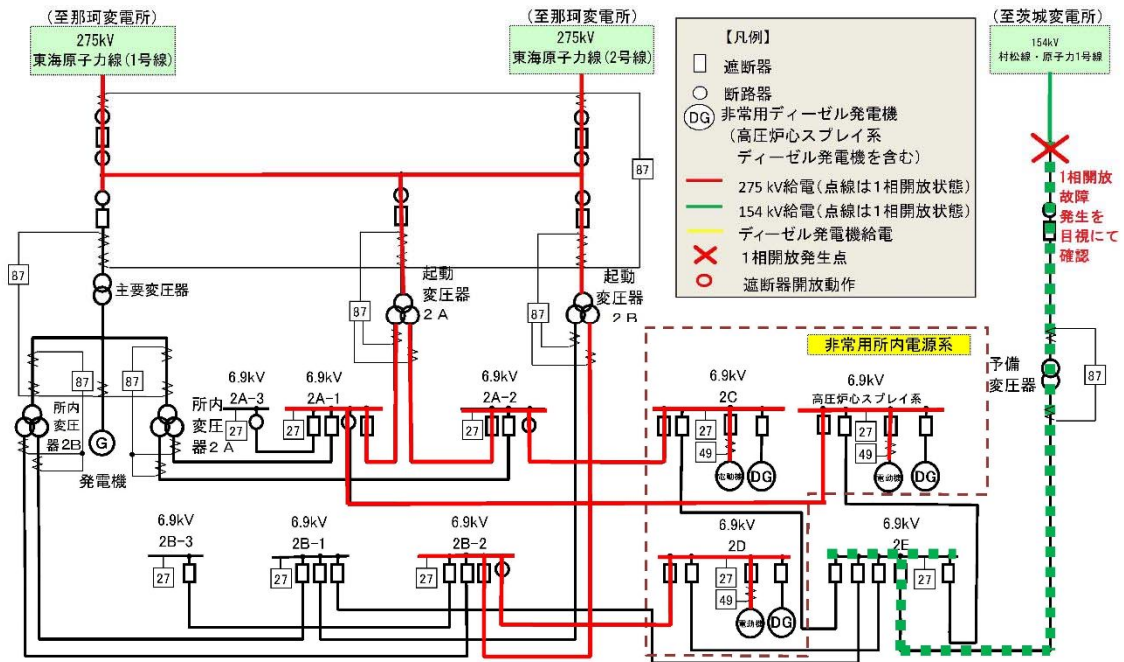 (至那珂変電所)
275kV
東海原子力線(1号線)
(至那珂変電所)
275kV
東海原子力線(2号線)
(至茨城変電所)
154kV
村松線・原子力1号線
【凡例】
遮断器
断路器
DG
非常用ディーゼル発電機
(高圧炉心スプレイ系
ディーゼル発電機を含む)
275 kV給電(点線は1相開放状態)
154 kV給電(点線は1相開放状態)
ディーゼル発電機給電
1相開放発生点
遮断器開放動作
1相開放
故障
発生を
目視にて
確認
87
87
主要変圧器
87
起動
変圧器
2A
87
起動
変圧器
2B
87
87
所内
変圧
器2B
G
発電機
所内
変圧
器2A
非常用所内電源系
予備
変圧器
87
6.9kV
2A-3
27
6.9kV
2A-1
27
6.9kV
2A-2
27
6.9kV
2C
27
49
電動機
DG
6.9kV
高圧炉心スプレイ系
27
49
電動機
DG
6.9kV
2B-3
27
6.9kV
2B-1
27
6.9kV
2B-2
27
6.9kV
2D
27
49
電動機
DG
6.9kV
2E
27